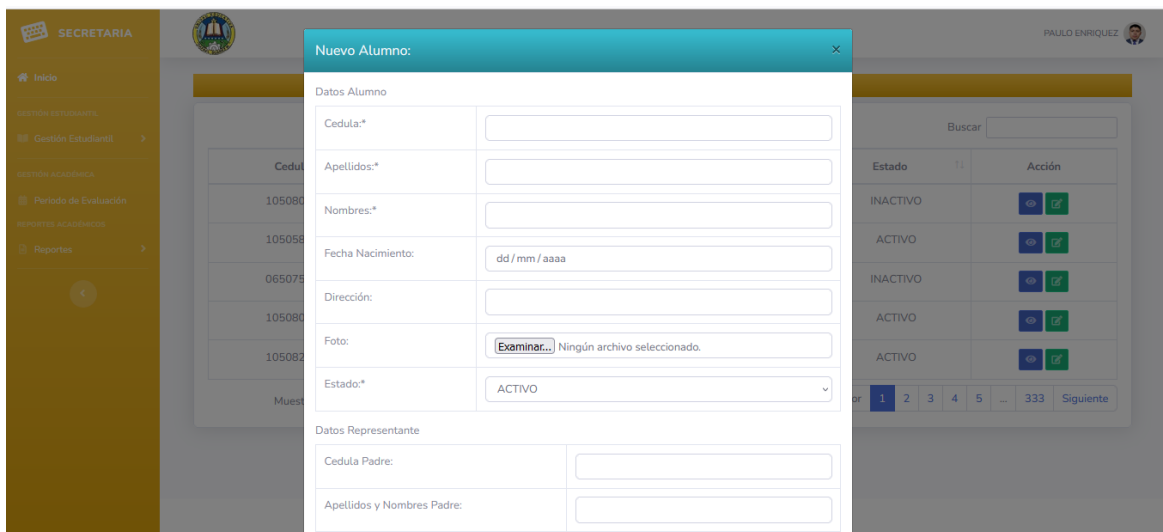 SECRETARIA
PAULO ENRIQUEZ
Inicio
GESTIÓN ESTUDIANTIL
Gestión Estudiantil
GESTIÓN ACADÉMICA
Periodo de Evaluación
REPORTES ACADÉMICOS
Reportes
Nuevo Alumno: ×
Datos Alumno
Cedula:*
Apellidos:*
Nombres:*
Fecha Nacimiento: dd / mm / aaaa
Dirección:
Foto: Examinar... Ningún archivo seleccionado.
Estado:* ACTIVO
Datos Representante
Cedula Padre:
Apellidos y Nombres Padre:
Buscar
Cedul Estado Acción
105080 INACTIVO
105058 ACTIVO
065075 INACTIVO
105080 ACTIVO
105082 ACTIVO
Muest or 1 2 3 4 5 ... 333 Siguiente